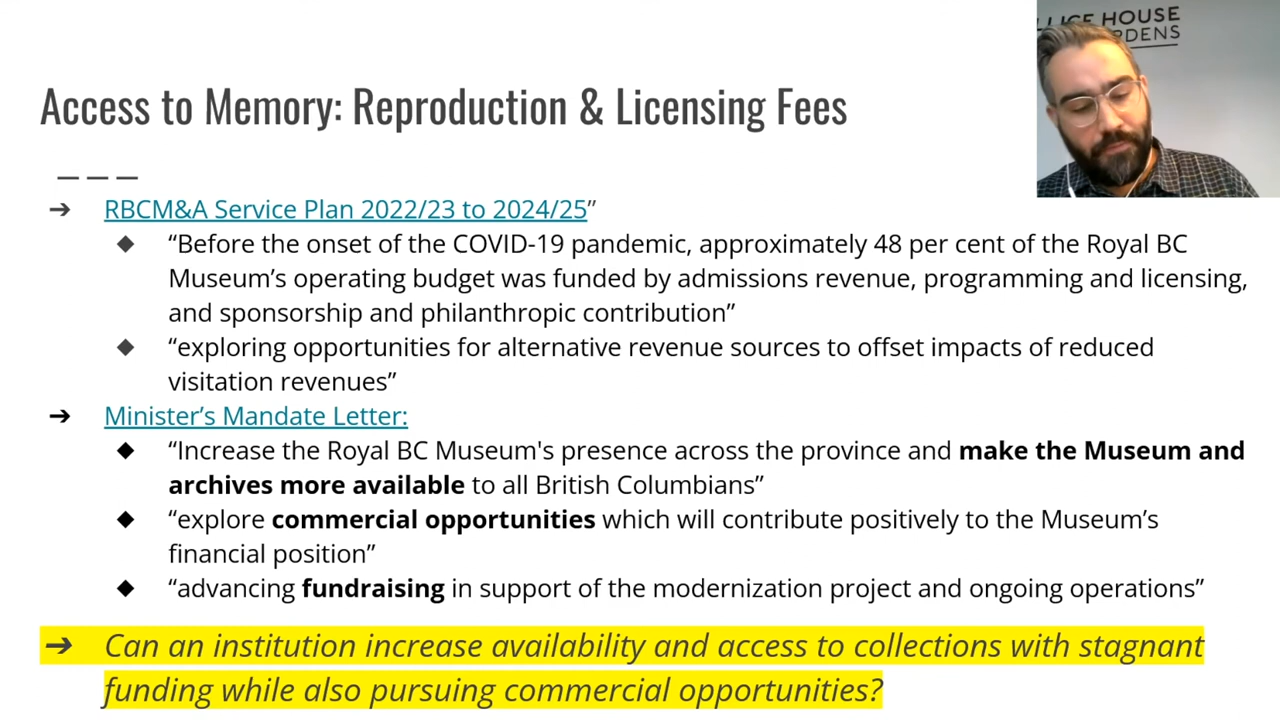 HOUSE
Access to Memory: Reproduction & Licensing Fees
➔ RBCM&A Service Plan 2022/23 to 2024/25”
◆ “Before the onset of the COVID-19 pandemic, approximately 48 per cent of the Royal BC
Museum’s operating budget was funded by admissions revenue, programming and licensing,
and sponsorship and philanthropic contribution”
◆ “exploring opportunities for alternative revenue sources to offset impacts of reduced
visitation revenues”
➔ Minister’s Mandate Letter:
◆ “Increase the Royal BC Museum's presence across the province and make the Museum and
archives more available to all British Columbians”
◆ “explore commercial opportunities which will contribute positively to the Museum’s
financial position”
◆ “advancing fundraising in support of the modernization project and ongoing operations”
➔ Can an institution increase availability and access to collections with stagnant
funding while also pursuing commercial opportunities?